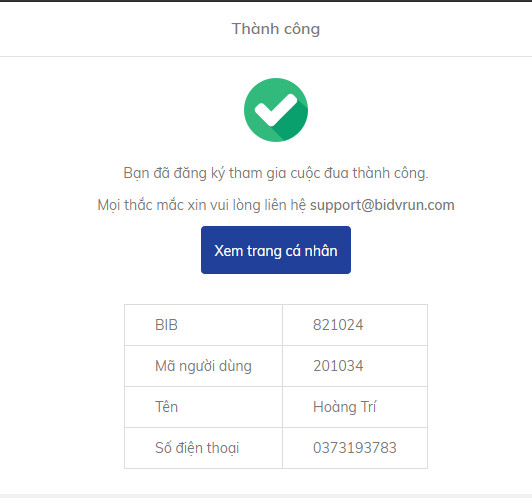 Thành công
Bạn đã đăng ký tham gia cuộc đua thành công.
Mọi thắc mắc xin vui lòng liên hệ support@bidvrun.com
Xem trang cá nhân
BIB 821024
Mã người dùng 201034
Tên Hoàng Trí
Số điện thoại 0373193783